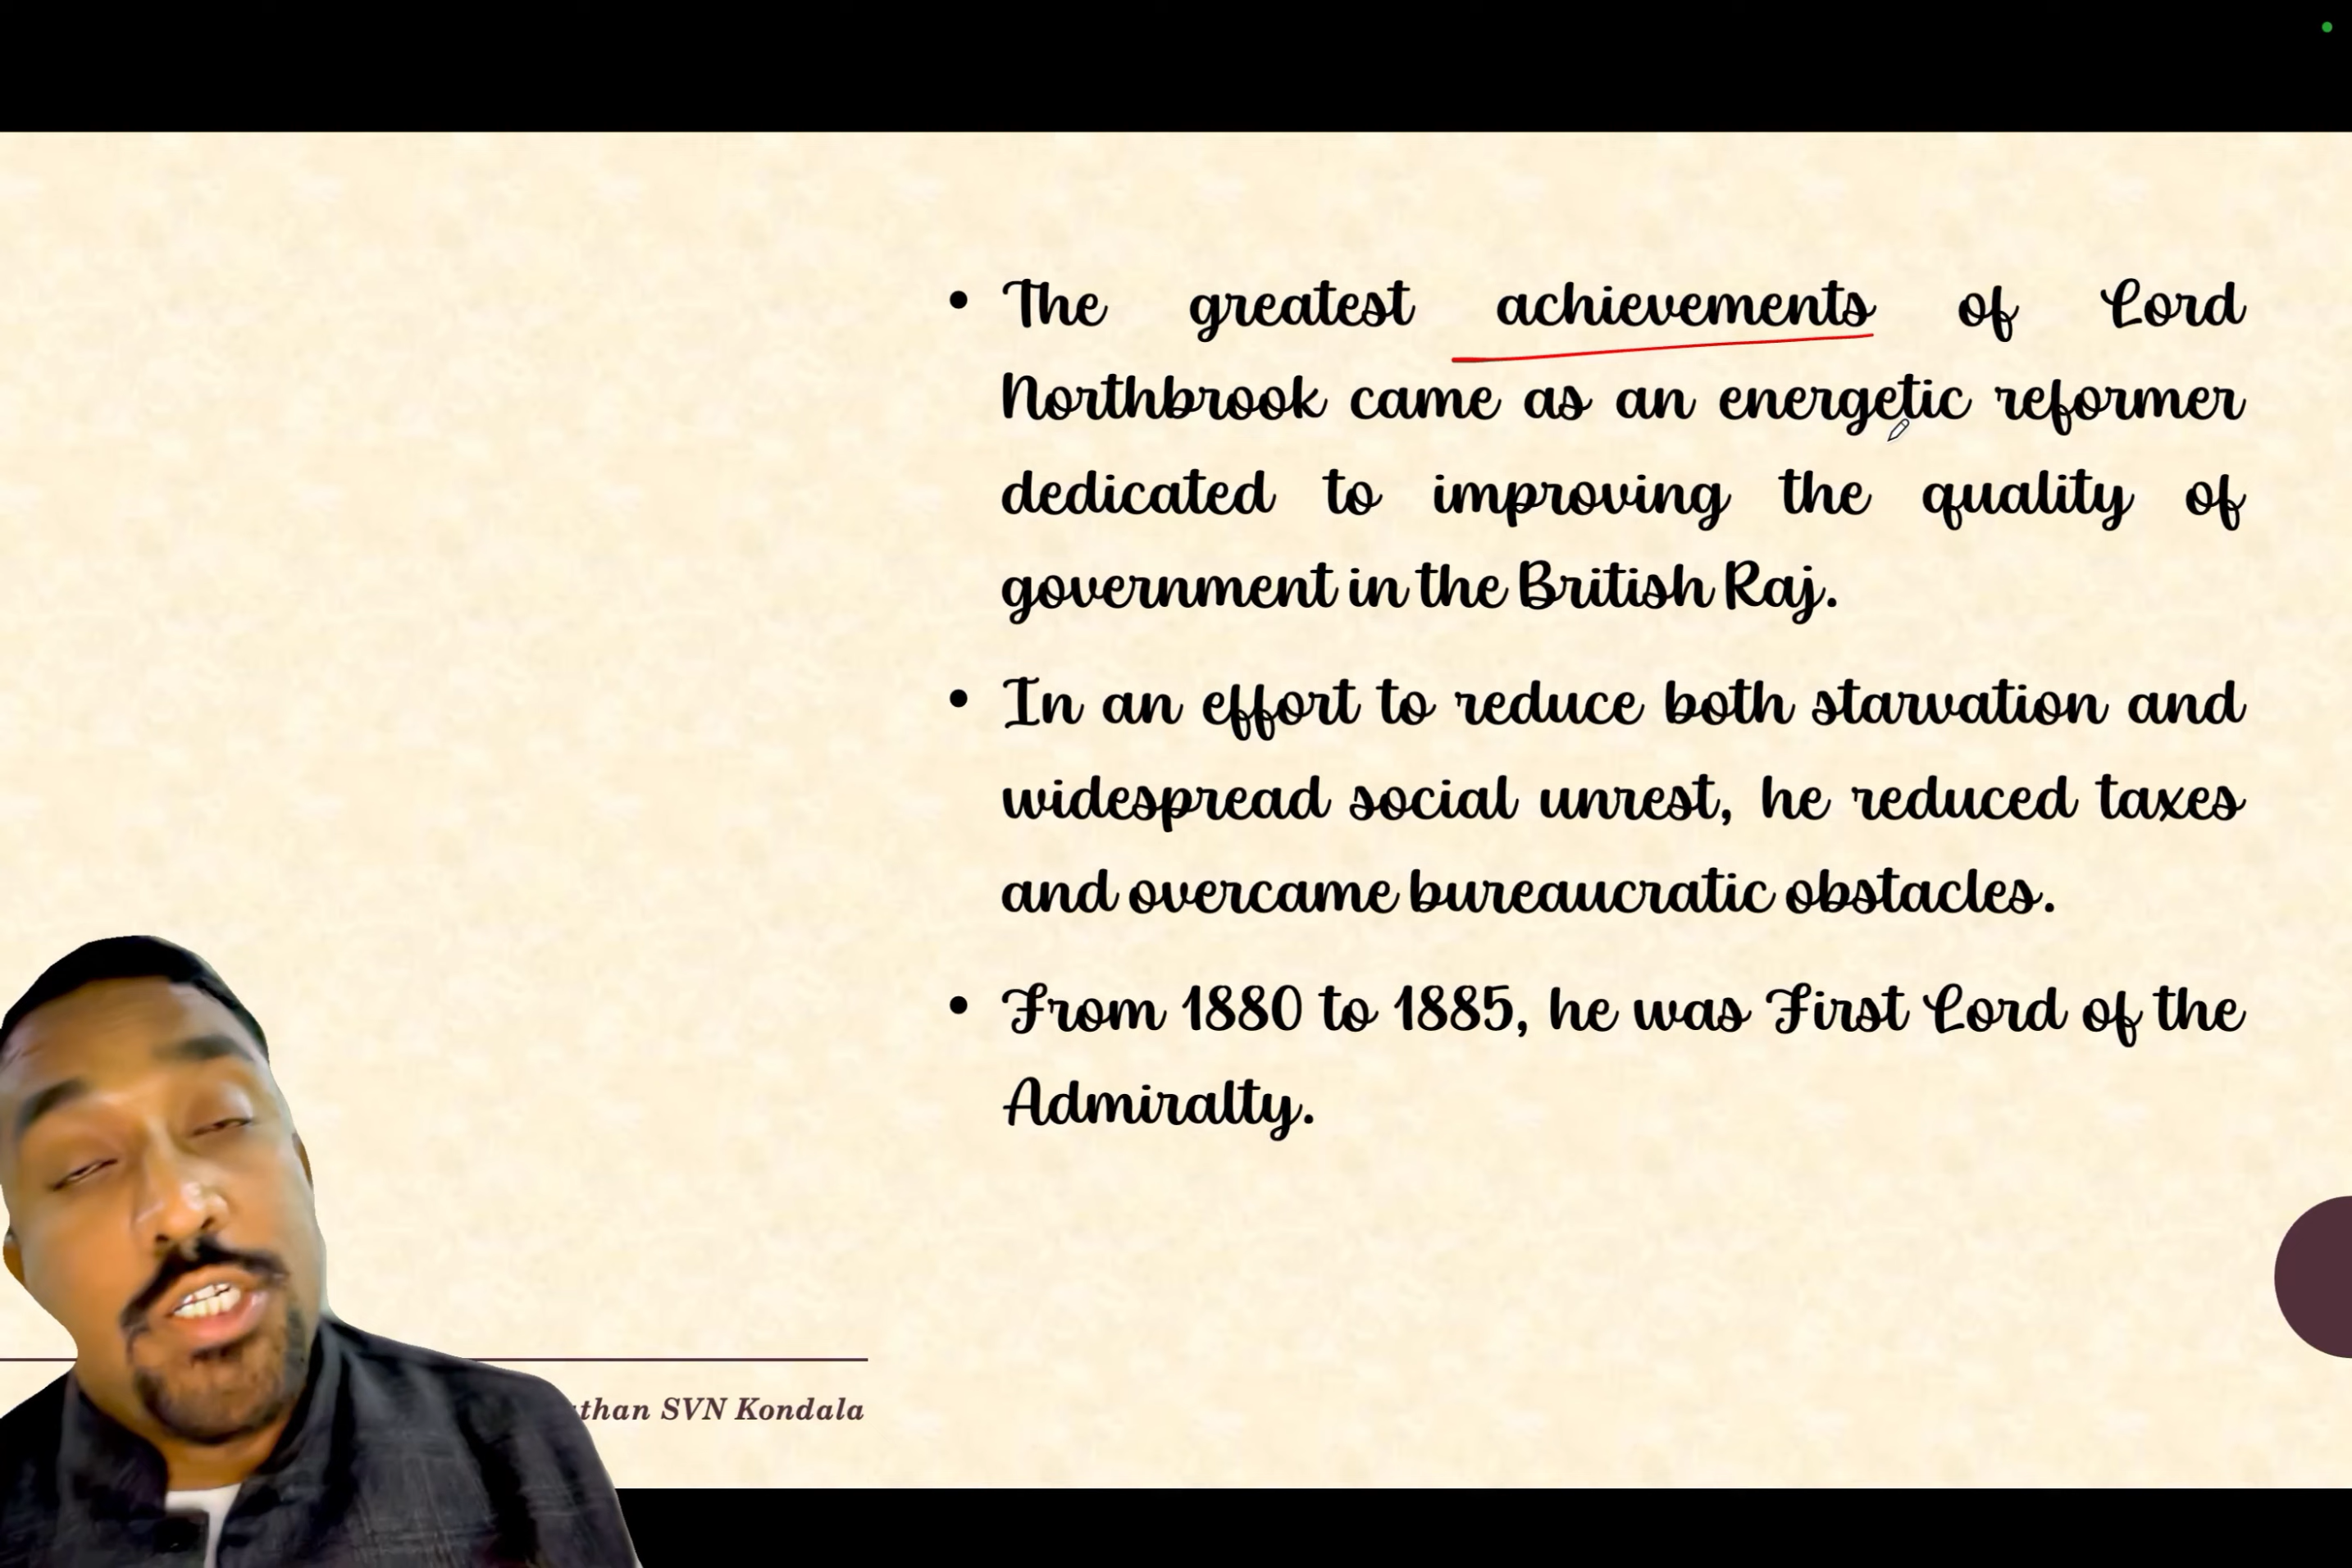 • The greatest achievements of Lord
Northbrook came as an energetic reformer
dedicated to improving the quality of
government in the British Raj.
• In an effort to reduce both starvation and
widespread social unrest, he reduced taxes
and overcame bureaucratic obstacles.
• From 1880 to 1885, he was First Lord of the
Admiralty.
SVN Kondala